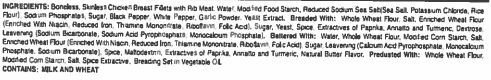 INGREDIENTS: Boneless, Skinless Chicken Breast Filets with Rib Meat, Water, Modified Food Starch, Reduced Sodium Sea Salt (Sea Salt, Potassium Chloride, Rice
Flour), Sodium Phosphates, Sugar, Black Pepper, White Pepper, Garlic Powder, Yeast Extract. Breaded With: Whole Wheat Flour, Salt, Enriched Wheat Flour
(Enriched With Niacin, Reduced Iron, Thiamine Mononitrate, Riboflavin, Folic Acid), Sugar, Yeast, Spice, Extractives of Paprika, Annatto and Turmeric, Dextrose,
Leavening (Sodium Bicarbonate, Sodium Acid Pyrophosphate, Monocalcium Phosphate). Battered With: Water, Whole Wheat Flour, Modified Corn Starch, Salt,
Enriched Wheat Flour (Enriched With Niacin, Reduced Iron, Thiamine Mononitrate, Riboflavin, Folic Acid), Sugar, Leavening (Calcium Acid Pyrophosphate, Monocalcium
Phosphate, Sodium Bicarbonate), Spice, Maltodextrin, Extractives of Paprika, Annatto and Turmeric, Natural Butter Flavor. Predusted With: Whole Wheat Flour,
Modified Corn Starch, Salt, Spice Extractive. Breading Set in Vegetable Oil.
CONTAINS: MILK AND WHEAT